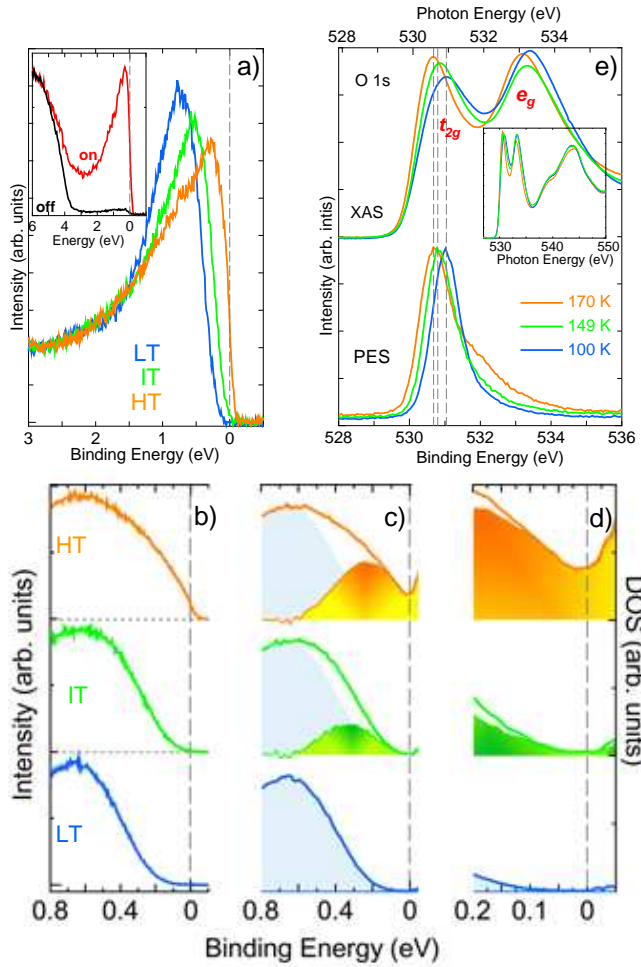 a)
on
off
6 4 2 0
Energy (eV)
LT
IT
HT
Intensity (arb. units)
3 2 1 0
Binding Energy (eV)
Photon Energy (eV)
528 530 532 534
e)
O 1s
t2g
eg
XAS
530 540 550
Photon Energy (eV)
170 K
149 K
100 K
PES
Intensity (arb. intis)
528 530 532 534 536
Binding Energy (eV)
b)
c)
d)
HT
IT
LT
Intensity (arb. units)
DOS (arb. units)
0.8 0.4 0
0.8 0.4 0
0.2 0.1 0
Binding Energy (eV)